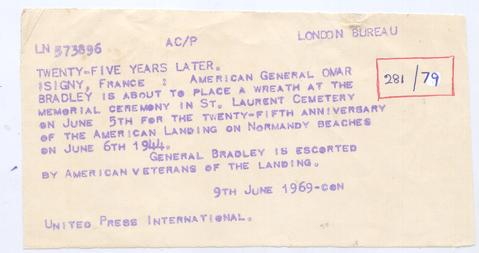 LN 573896 AC/P LONDON BUREAU
TWENTY-FIVE YEARS LATER.
ISIGNY, FRANCE : AMERICAN GENERAL OMAR
BRADLEY IS ABOUT TO PLACE A WREATH AT THE
MEMORIAL CEREMONY IN ST. LAURENT CEMETERY
ON JUNE 5TH FOR THE TWENTY-FIFTH ANNIVERSARY
OF THE AMERICAN LANDING ON NORMANDY BEACHES
ON JUNE 6TH 1944.
GENERAL BRADLEY IS ESCORTED
BY AMERICAN VETERANS OF THE LANDING.
9TH JUNE 1969-CON
UNITED PRESS INTERNATIONAL.
281/79